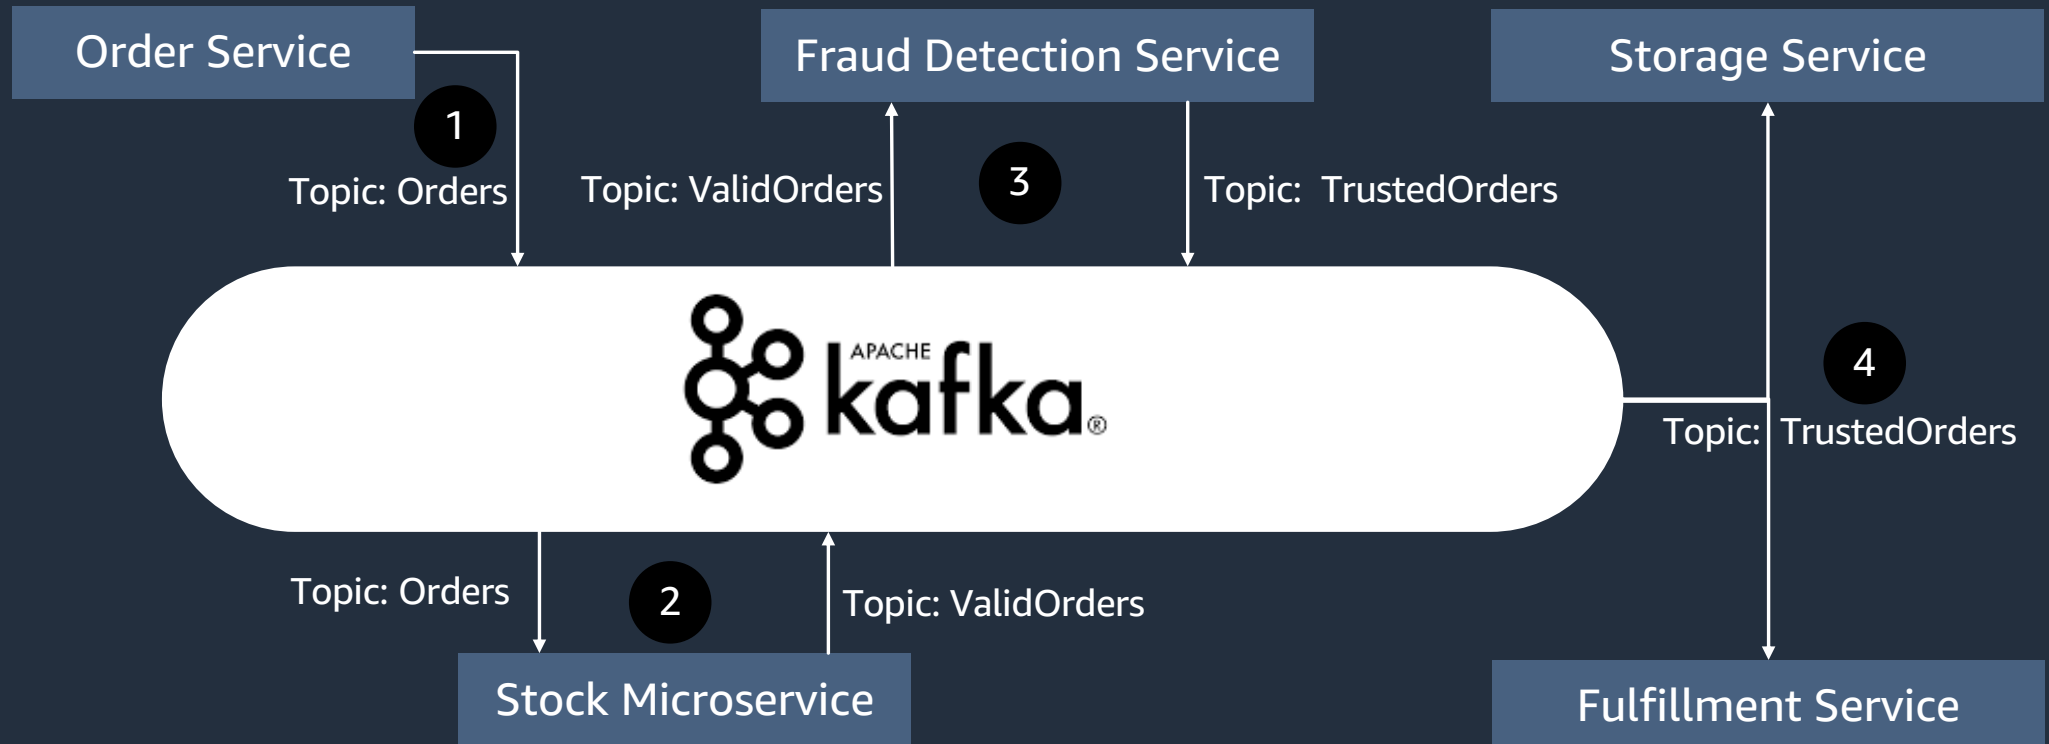 Order Service
Fraud Detection Service
Storage Service
1
3
Topic: Orders
Topic: ValidOrders
Topic: TrustedOrders
APACHE
kafka®
4
Topic: TrustedOrders
Topic: Orders
2
Topic: ValidOrders
Stock Microservice
Fulfillment Service